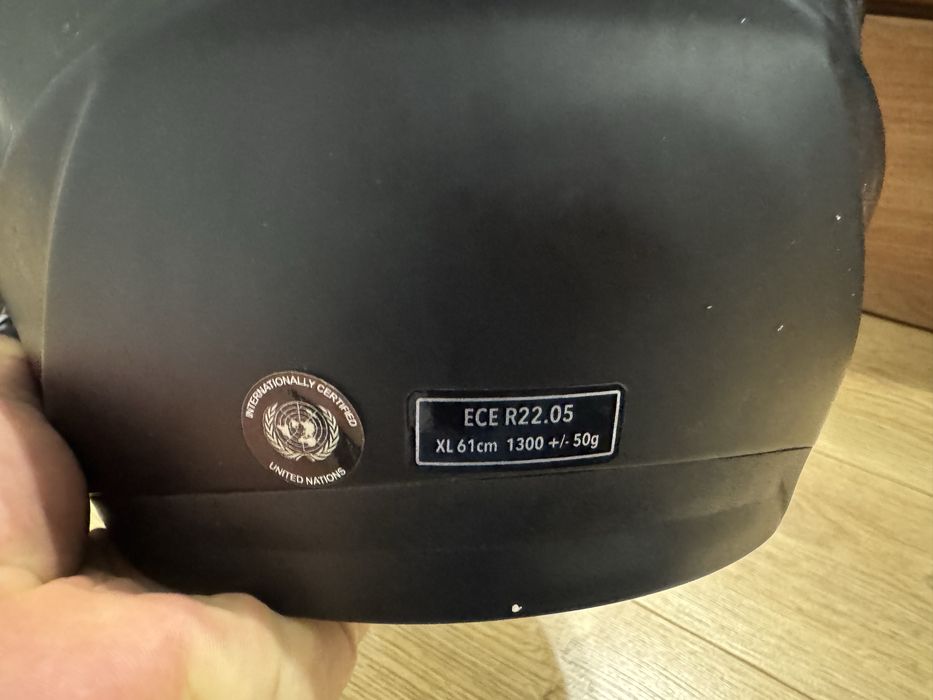 INTERNATIONALLY CERTIFIED
UNITED NATIONS
ECE R22.05
XL 61cm 1300 +/- 50g